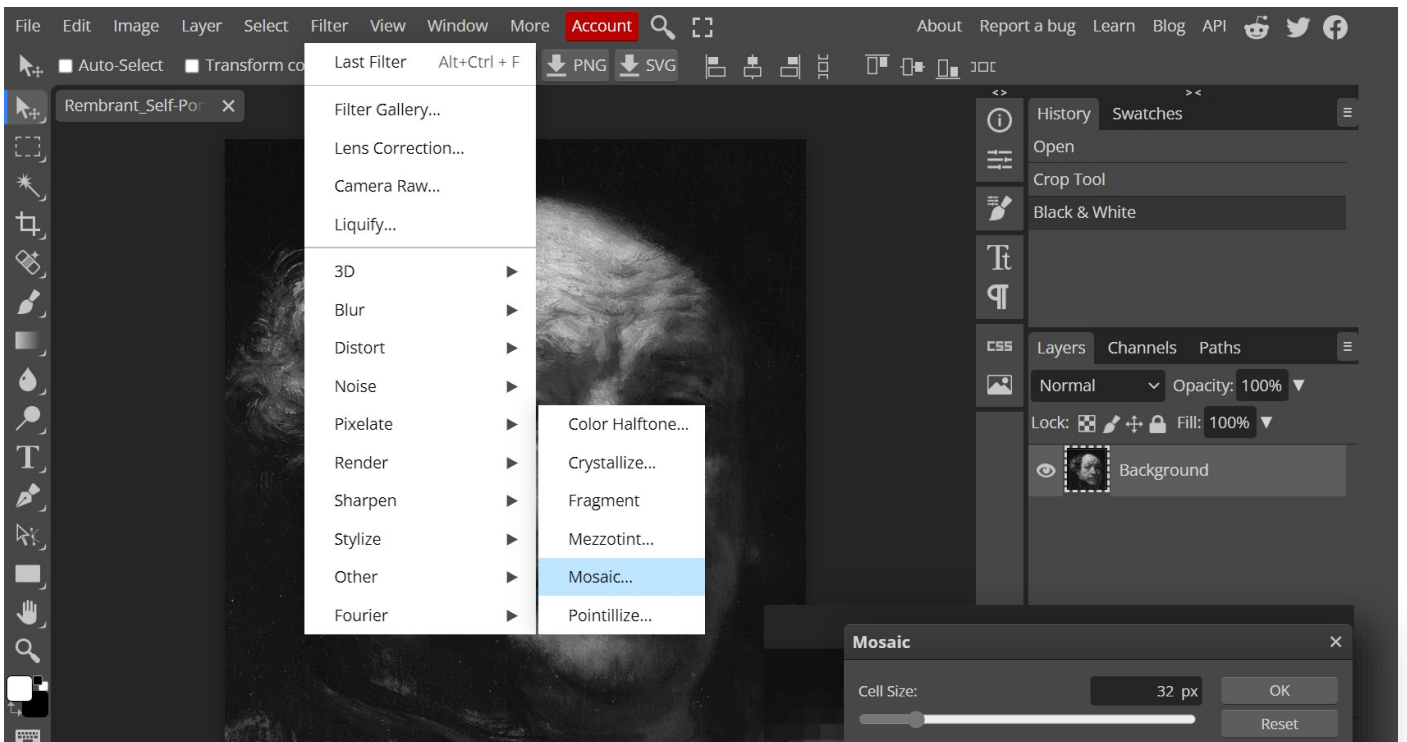 File Edit Image Layer Select Filter View Window More Account About Report a bug Learn Blog API
Auto-Select Transform co PNG SVG
Rembrant_Self-Por
Last Filter Alt+Ctrl + F
Filter Gallery...
Lens Correction...
Camera Raw...
Liquify...
3D
Blur
Distort
Noise
Pixelate
Render
Sharpen
Stylize
Other
Fourier
Color Halftone...
Crystallize...
Fragment
Mezzotint...
Mosaic...
Pointillize...
History Swatches
Open
Crop Tool
Black & White
CSS
Layers Channels Paths
Normal Opacity: 100%
Lock: Fill: 100%
Background
Mosaic
Cell Size: 32 px OK
Reset